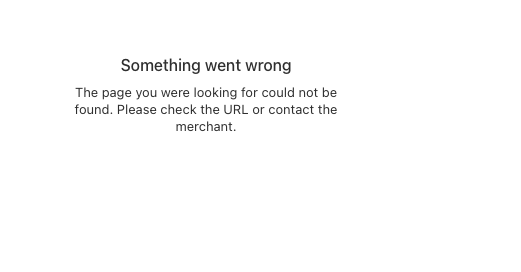 Something went wrong
The page you were looking for could not be
found. Please check the URL or contact the
merchant.